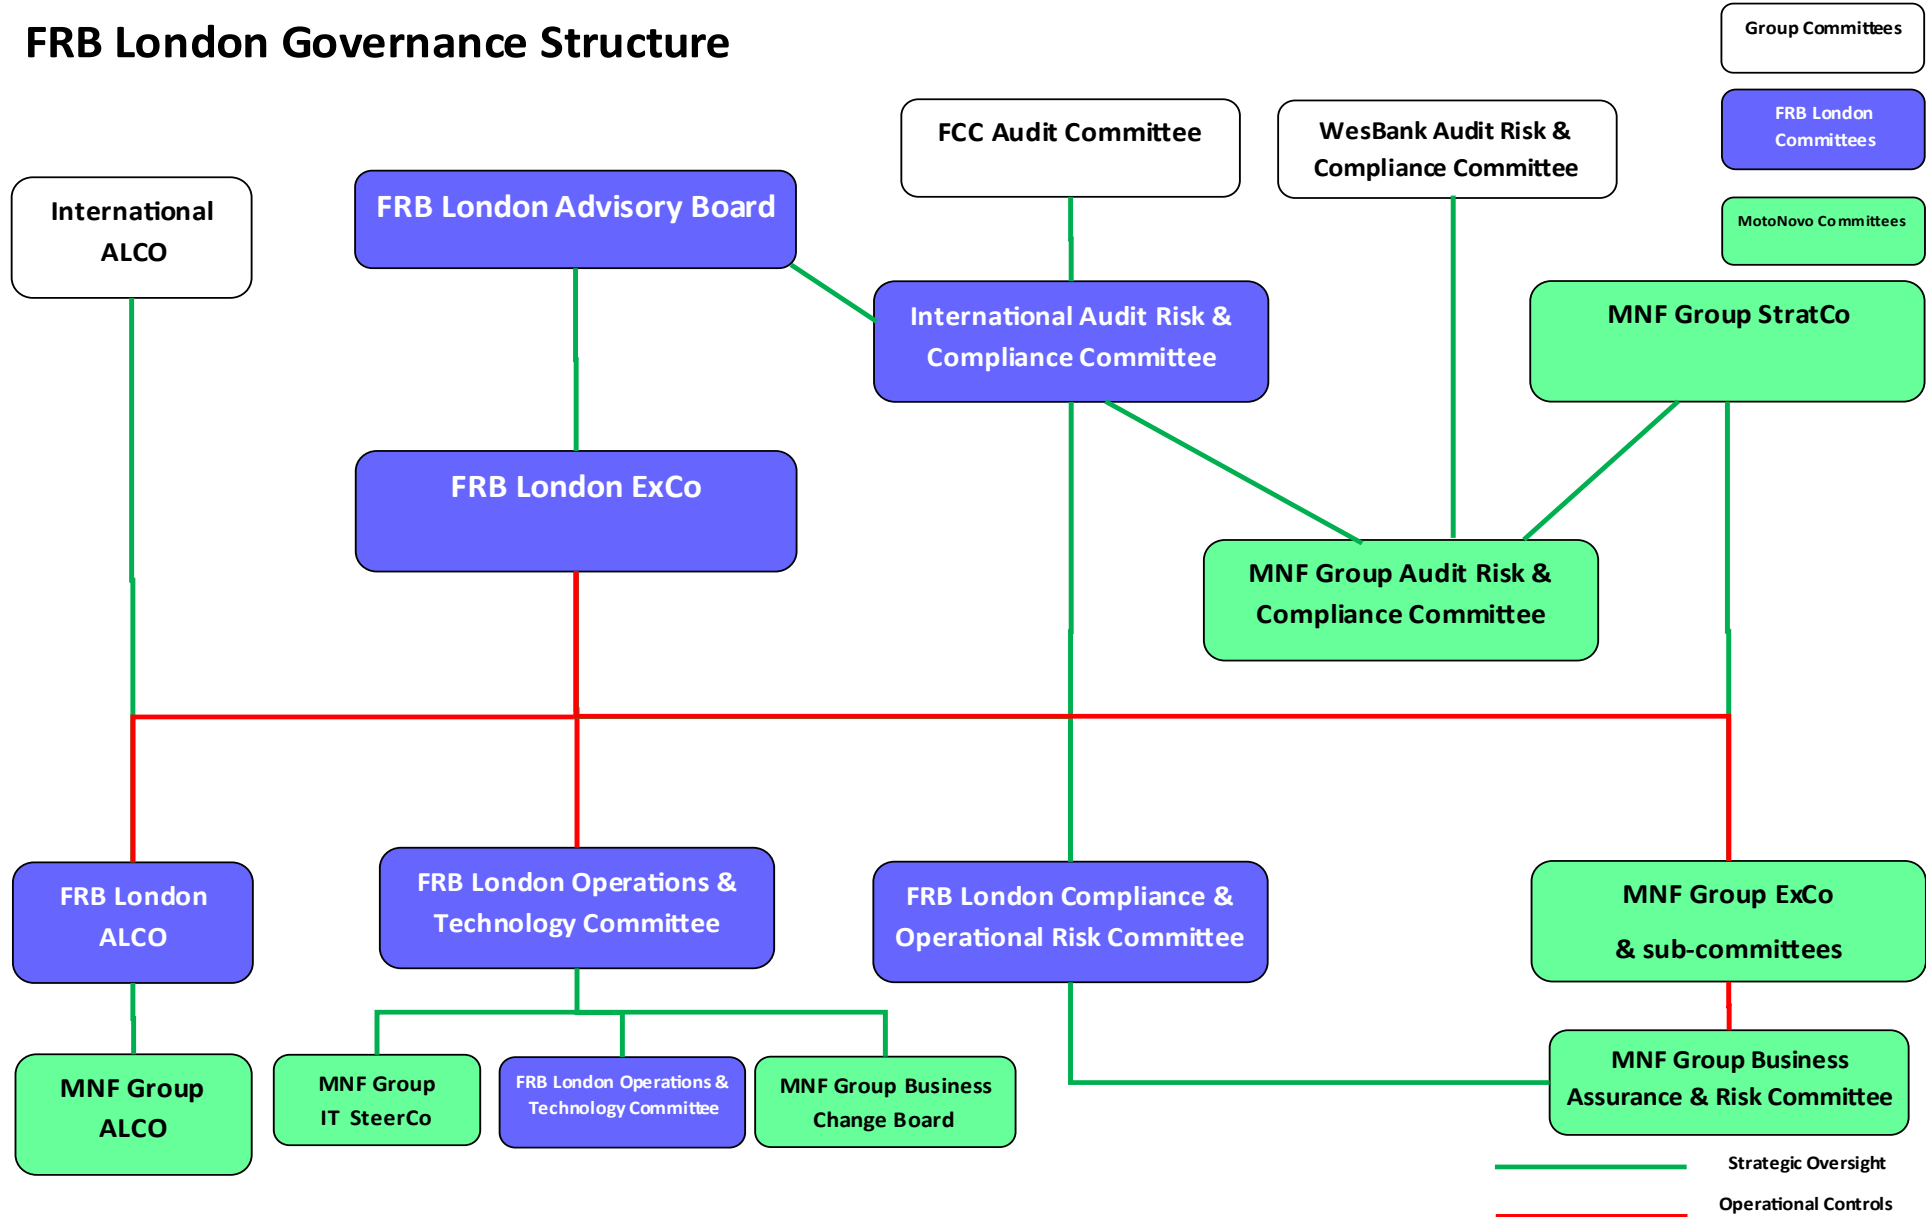 FRB London Governance Structure
Group Committees
FRB London
Committees
MotoNovo Committees
FCC Audit Committee
WesBank Audit Risk &
Compliance Committee
International
ALCO
FRB London Advisory Board
International Audit Risk &
Compliance Committee
MNF Group StratCo
FRB London ExCo
MNF Group Audit Risk &
Compliance Committee
FRB London
ALCO
FRB London Operations &
Technology Committee
FRB London Compliance &
Operational Risk Committee
MNF Group ExCo
& sub-committees
MNF Group
ALCO
MNF Group
IT SteerCo
FRB London Operations &
Technology Committee
MNF Group Business
Change Board
MNF Group Business
Assurance & Risk Committee
Strategic Oversight
Operational Controls